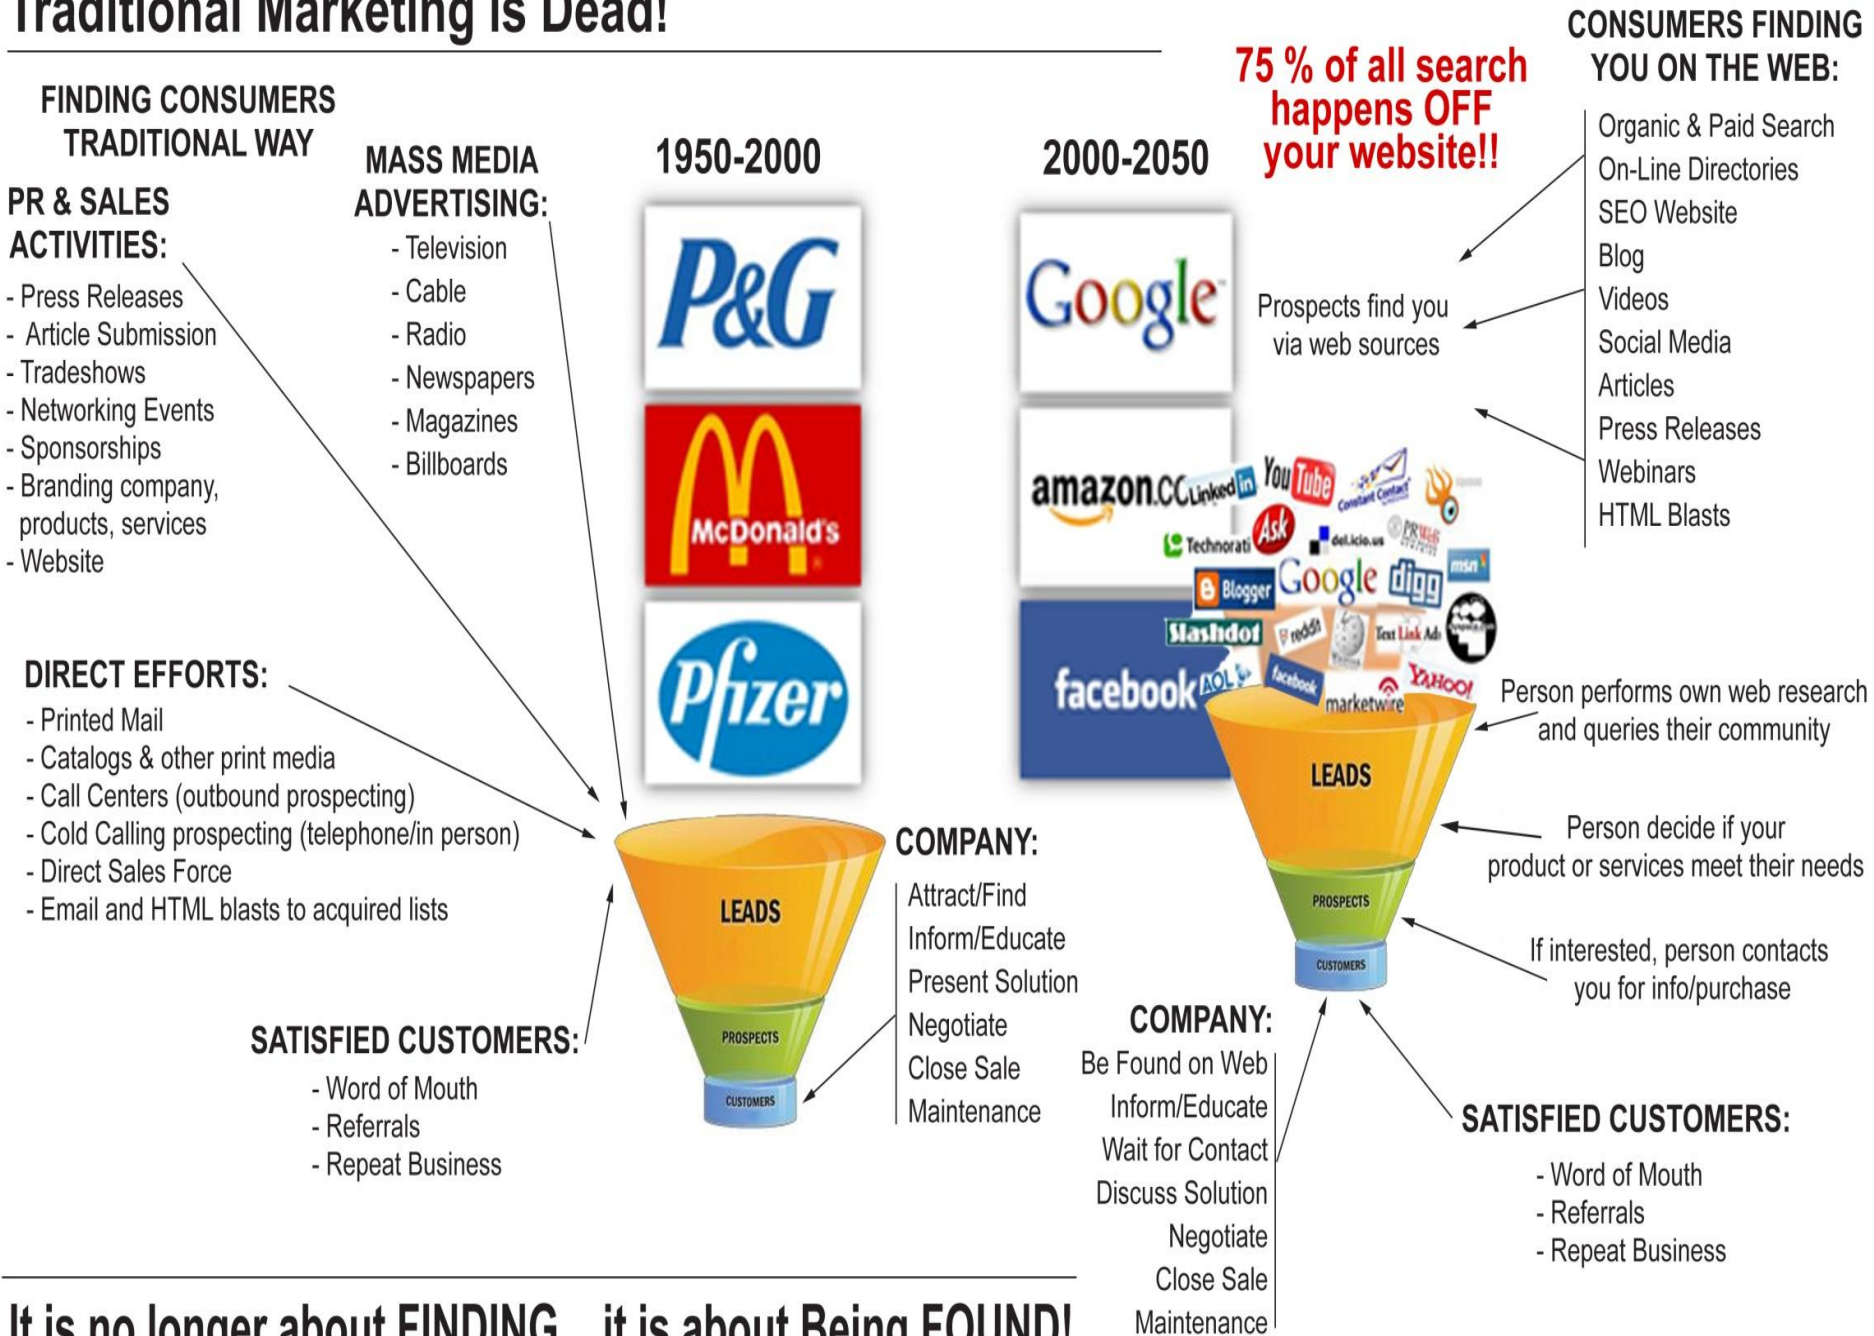 Traditional Marketing is Dead!
FINDING CONSUMERS
TRADITIONAL WAY
PR & SALES
ACTIVITIES:
- Press Releases
- Article Submission
- Tradeshows
- Networking Events
- Sponsorships
- Branding company,
products, services
- Website
MASS MEDIA
ADVERTISING:
- Television
- Cable
- Radio
- Newspapers
- Magazines
- Billboards
DIRECT EFFORTS:
- Printed Mail
- Catalogs & other print media
- Call Centers (outbound prospecting)
- Cold Calling prospecting (telephone/in person)
- Direct Sales Force
- Email and HTML blasts to acquired lists
SATISFIED CUSTOMERS:
- Word of Mouth
- Referrals
- Repeat Business
1950-2000
P&G
McDonald's
Pfizer
LEADS
PROSPECTS
CUSTOMERS
COMPANY:
Attract/Find
Inform/Educate
Present Solution
Negotiate
Close Sale
Maintenance
2000-2050
Google
amazon.co
facebook
75 % of all search
happens OFF
your website!!
CONSUMERS FINDING
YOU ON THE WEB:
Organic & Paid Search
On-Line Directories
SEO Website
Blog
Videos
Social Media
Articles
Press Releases
Webinars
HTML Blasts
Prospects find you
via web sources
Linked in
You Tube
Constant Contact
Technorati
Ask
del.icio.us
PRWeb
Blogger
Google
digg
msn
Slashdot
reddit
Text Link Ads
AOL
facebook
marketwire
YAHOO!
LEADS
PROSPECTS
CUSTOMERS
Person performs own web research
and queries their community
Person decide if your
product or services meet their needs
If interested, person contacts
you for info/purchase
COMPANY:
Be Found on Web
Inform/Educate
Wait for Contact
Discuss Solution
Negotiate
Close Sale
Maintenance
SATISFIED CUSTOMERS:
- Word of Mouth
- Referrals
- Repeat Business
It is no longer about FINDING... it is about Being FOUND!